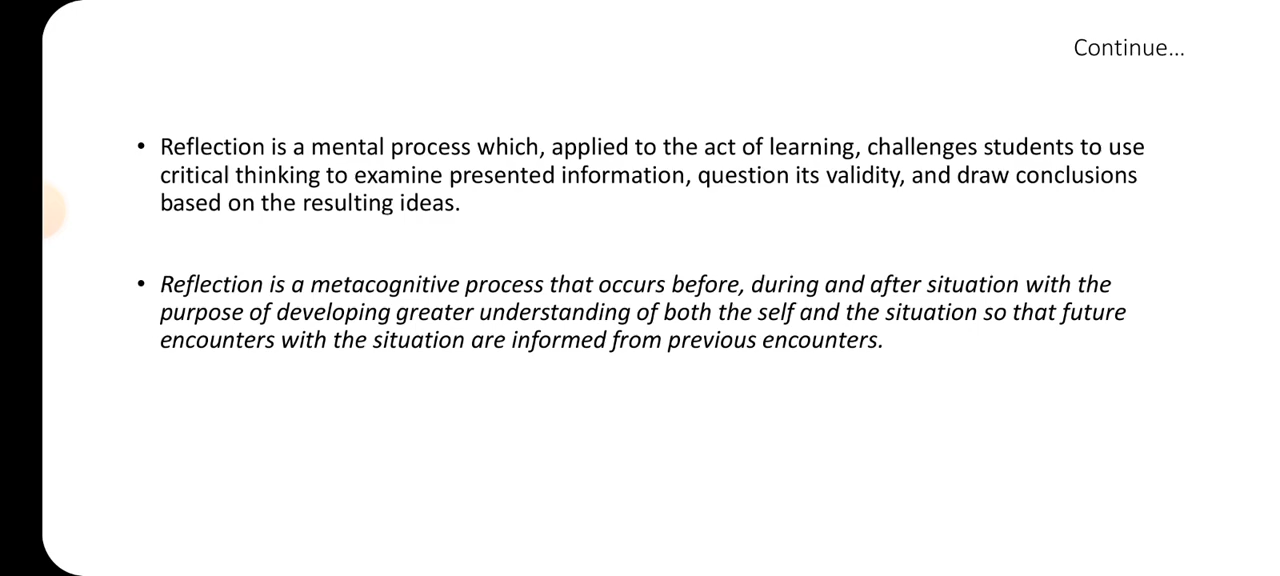 Continue...
• Reflection is a mental process which, applied to the act of learning, challenges students to use
critical thinking to examine presented information, question its validity, and draw conclusions
based on the resulting ideas.
• Reflection is a metacognitive process that occurs before, during and after situation with the
purpose of developing greater understanding of both the self and the situation so that future
encounters with the situation are informed from previous encounters.